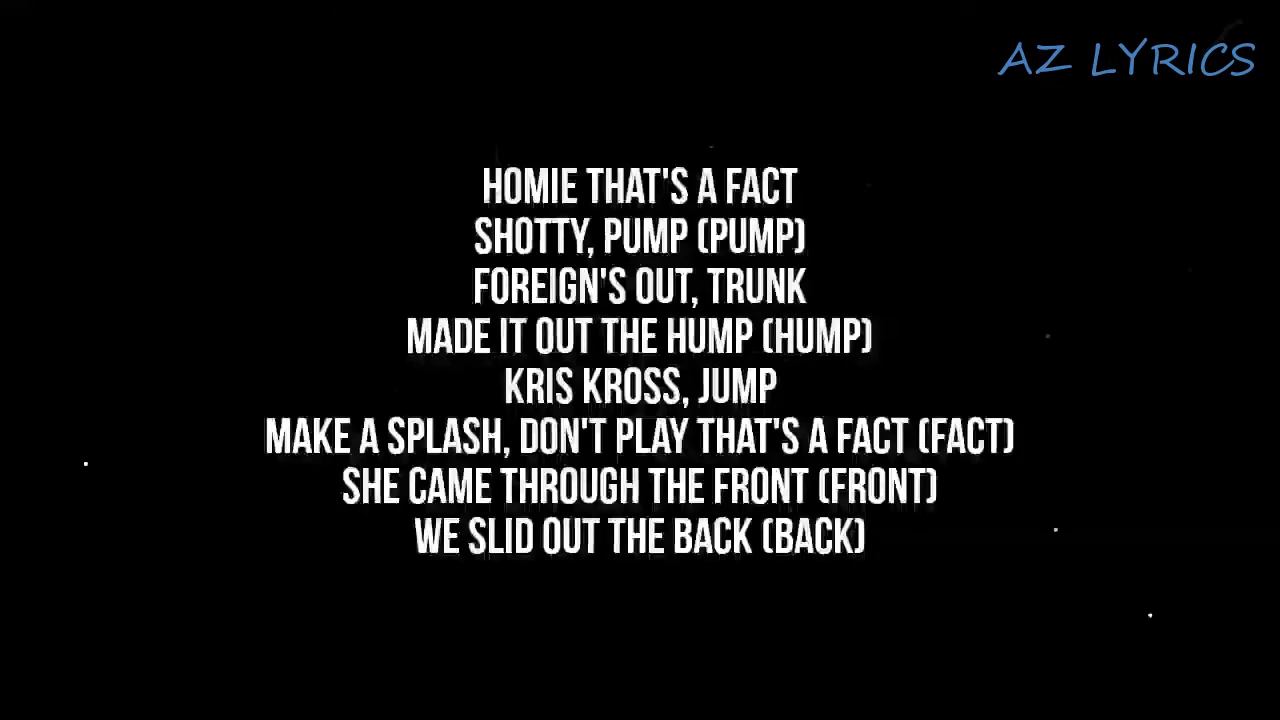 AZ LYRICS
HOMIE THAT'S A FACT
SHOTTY, PUMP (PUMP)
FOREIGN'S OUT, TRUNK
MADE IT OUT THE HUMP (HUMP)
KRIS KROSS, JUMP
MAKE A SPLASH, DON'T PLAY THAT'S A FACT (FACT)
SHE CAME THROUGH THE FRONT (FRONT)
WE SLID OUT THE BACK (BACK)